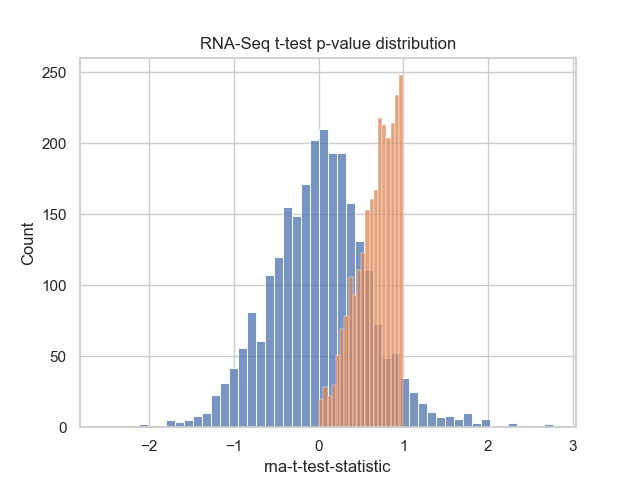 RNA-Seq t-test p-value distribution
250
200
150
100
50
0
Count
−2 −1 0 1 2 3
rna-t-test-statistic